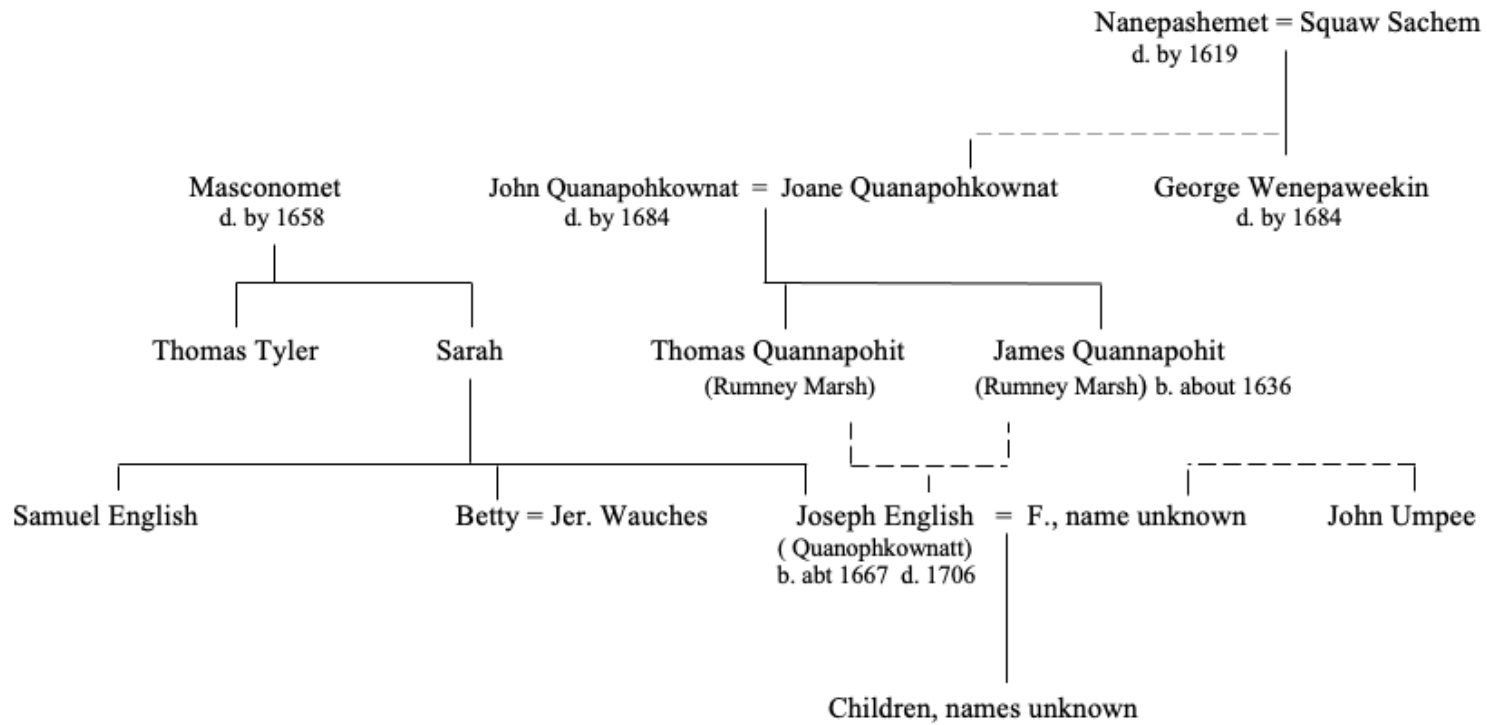 Nanepashemet = Squaw Sachem
d. by 1619
Masconomet
d. by 1658
John Quanapohkownat = Joane Quanapohkownat
d. by 1684
George Wenepaweekin
d. by 1684
Thomas Tyler
Sarah
Thomas Quannapohit
(Rumney Marsh)
James Quannapohit
(Rumney Marsh) b. about 1636
Samuel English
Betty = Jer. Wauches
Joseph English = F., name unknown
( Quanophkownatt)
b. abt 1667 d. 1706
John Umpee
Children, names unknown